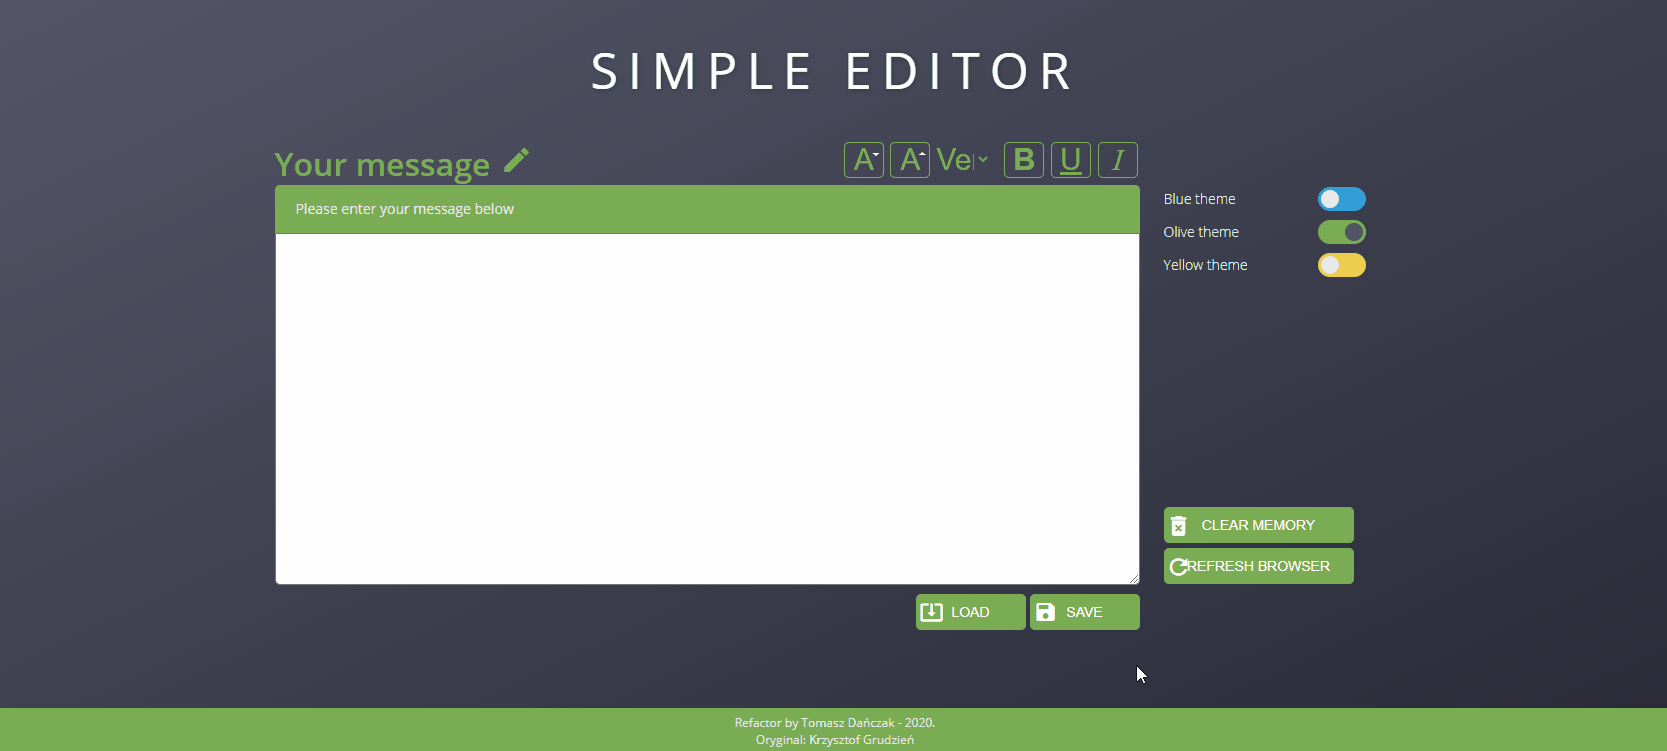 SIMPLE EDITOR
Your message
A A Ve B U I
Please enter your message below
Blue theme
Olive theme
Yellow theme
CLEAR MEMORY
REFRESH BROWSER
LOAD SAVE
Refactor by Tomasz Dańczak - 2020.
Oryginal: Krzysztof Grudzień